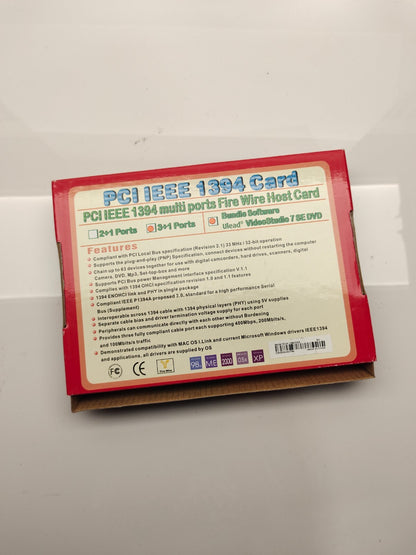 PCI IEEE 1394 Card
PCI IEEE 1394 multi ports Fire Wire Host Card
2+1 Ports 3+1 Ports Bundle Software
Ulead VideoStudio 7 SE DVD
Features
Compliant with PCI Local Bus specification (Revision 2.1) 33 MHz / 32-bit operation
Supports the plug-and-play (PNP) Specification, connect devices without restarting the computer
Chain up to 63 devices together for use with digital camcorders, hard drives, scanners, digital
Camera, DVD, Mp3, Set-top-box and more
Supports PCI Bus power Management interface specification V.1.1
Complies with 1394 OHCI specification revision 1.0 and 1.1 features
1394 ENORCI link and PHY in single package
Compliant IEEE P1394A proposed 2.0, standard for a high performance Serial
Bus (Supplement)
Interoperable across 1394 cable with 1394 physical layers (PHY) using 5V supplies
Separate cable bias and driver termination voltage supply for each port
Peripherals can communicate directly with each other without Burdening
Provides three fully compliant cable port each supporting 400Mbps, 200Mbits/s.
and 100Mbits/s traffic
Demonstrated compatibility with MAC OS i.Link and current Microsoft Windows drivers IEEE1394
and applications, all drivers are supplied by OS
FC CE 98 ME 2000 XP